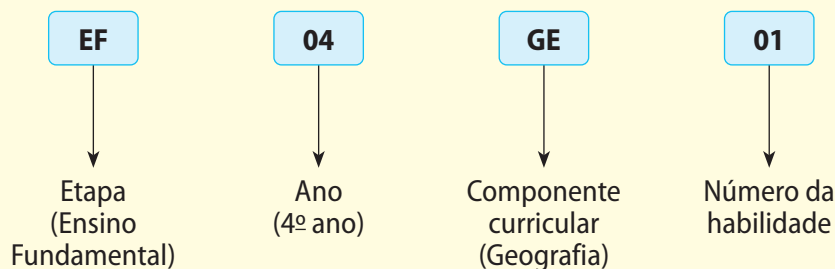 EF
04
GE
01
Etapa
(Ensino
Fundamental)
Ano
(4º ano)
Componente
curricular
(Geografia)
Número da
habilidade